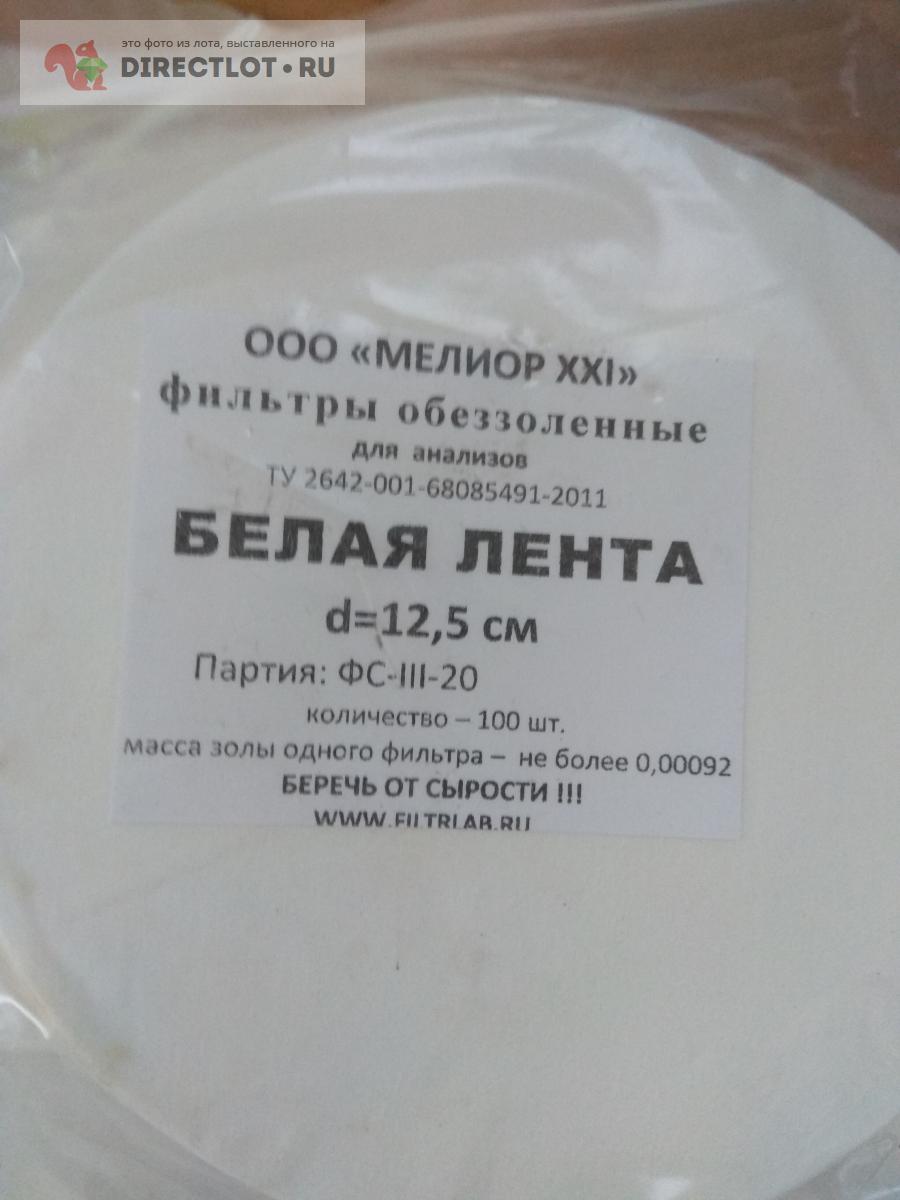 это фото из лота, выставленного на
DIRECTLOT•RU
ООО «МЕЛИОР XXI»
фильтры обеззоленные
для анализов
ТУ 2642-001-68085491-2011
БЕЛАЯ ЛЕНТА
d=12,5 см
Партия: ФС-III-20
количество – 100 шт.
масса золы одного фильтра – не более 0,00092
БЕРЕЧЬ ОТ СЫРОСТИ !!!
WWW.FILTRLAB.RU